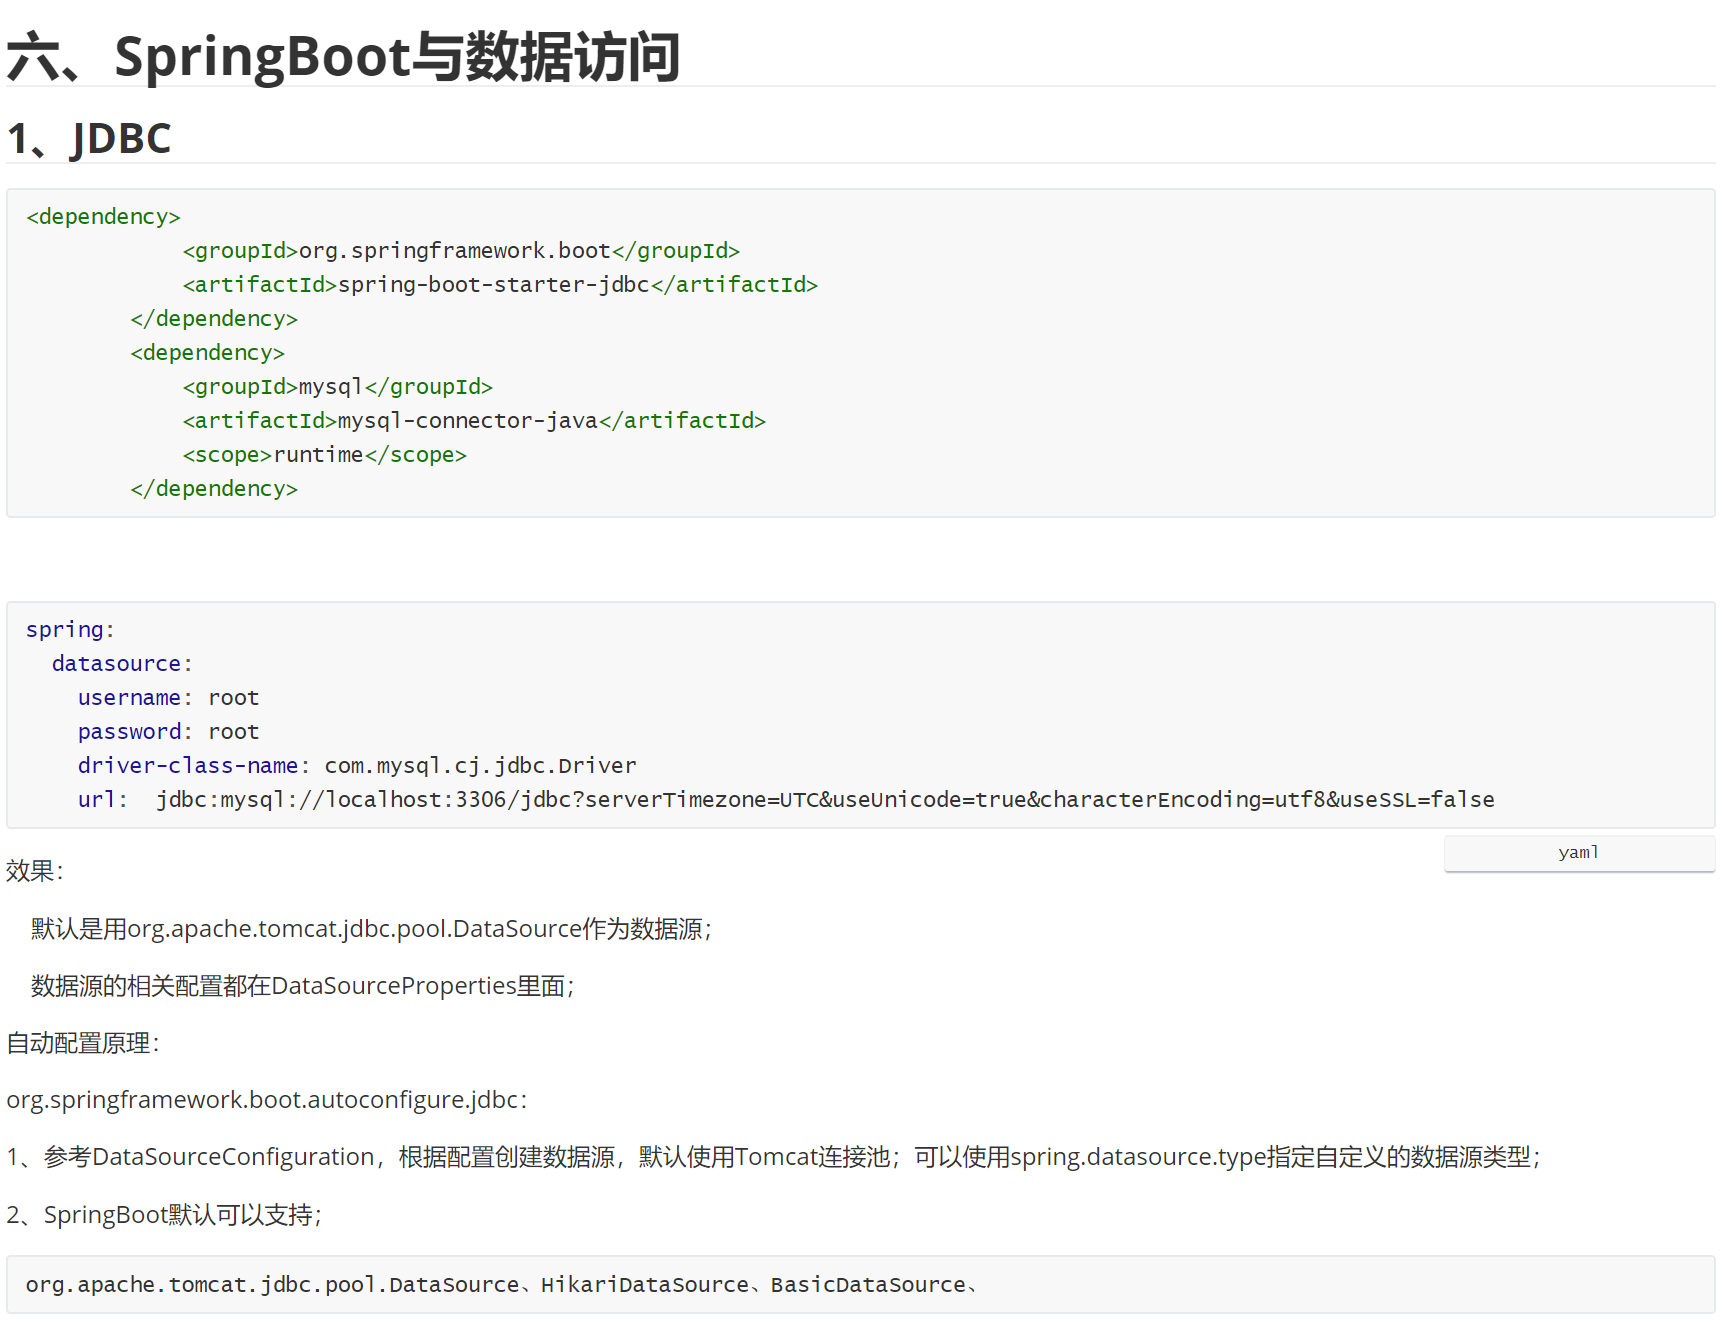 六、SpringBoot与数据访问
1、JDBC
<dependency>
            <groupId>org.springframework.boot</groupId>
            <artifactId>spring-boot-starter-jdbc</artifactId>
        </dependency>
        <dependency>
            <groupId>mysql</groupId>
            <artifactId>mysql-connector-java</artifactId>
            <scope>runtime</scope>
        </dependency>
spring:
  datasource:
    username: root
    password: root
    driver-class-name: com.mysql.cj.jdbc.Driver
    url:  jdbc:mysql://localhost:3306/jdbc?serverTimezone=UTC&useUnicode=true&characterEncoding=utf8&useSSL=false
yaml
效果：
默认是用org.apache.tomcat.jdbc.pool.DataSource作为数据源；
数据源的相关配置都在DataSourceProperties里面；
自动配置原理：
org.springframework.boot.autoconfigure.jdbc：
1、参考DataSourceConfiguration，根据配置创建数据源，默认使用Tomcat连接池；可以使用spring.datasource.type指定自定义的数据源类型；
2、SpringBoot默认可以支持；
org.apache.tomcat.jdbc.pool.DataSource、HikariDataSource、BasicDataSource、